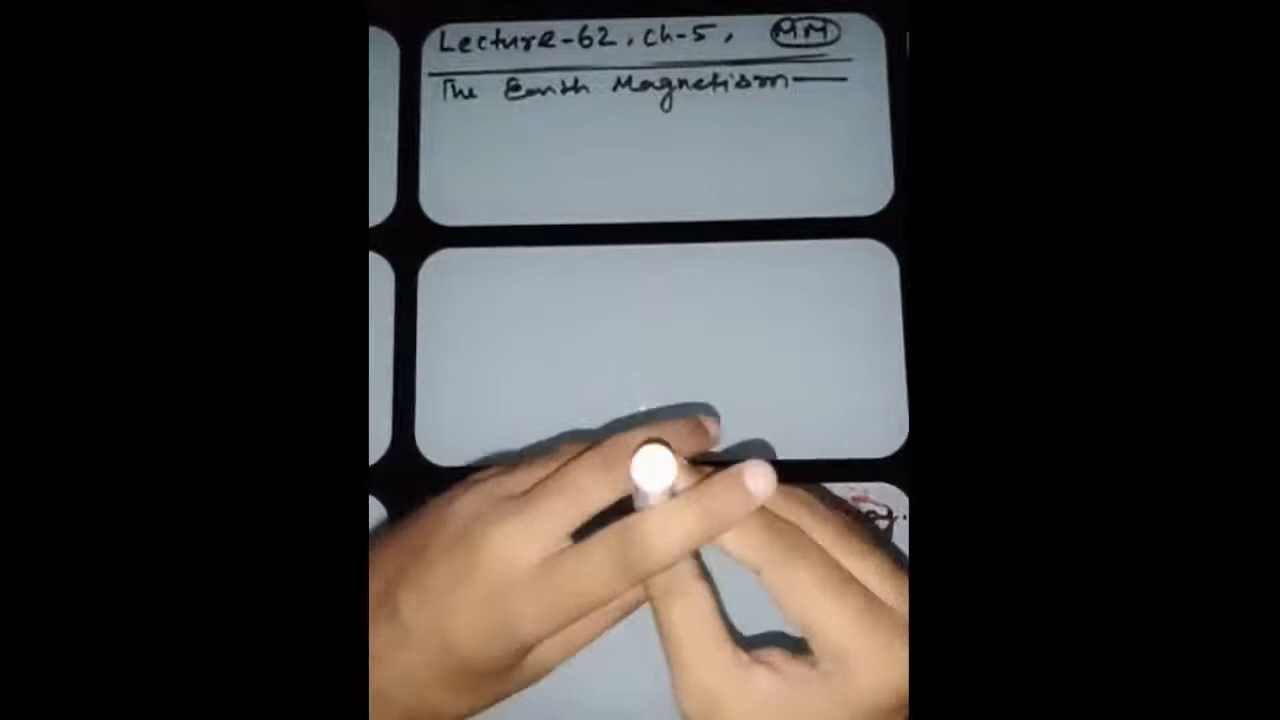 Lecture-62, Ch-5, MM
The Earth Magnetism —